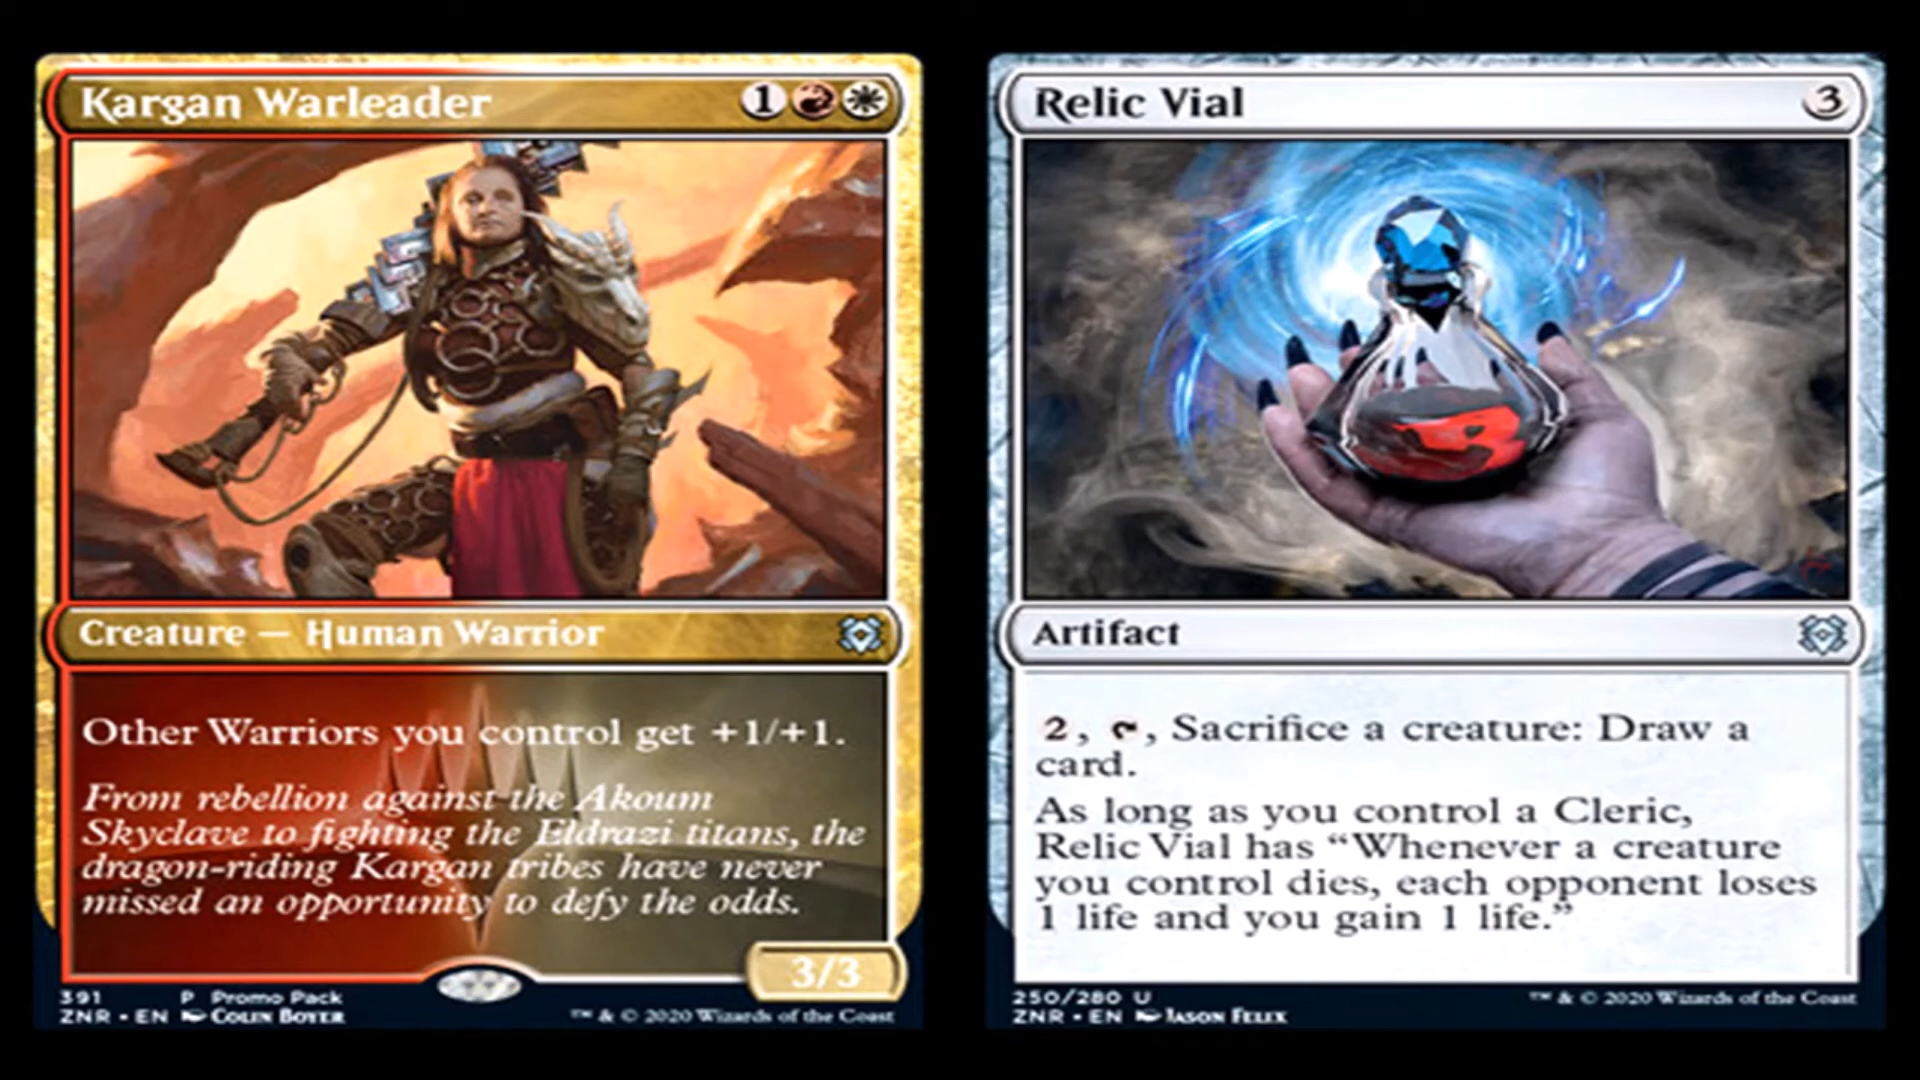 Kargan Warleader
1
Creature — Human Warrior
Other Warriors you control get +1/+1.
From rebellion against the Akoum
Skyclave to fighting the Eldrazi titans, the
dragon-riding Kargan tribes have never
missed an opportunity to defy the odds.
3/3
391 P Promo Pack
ZNR • EN Colin Boyer
™ & © 2020 Wizards of the Coast
Relic Vial
3
Artifact
2, , Sacrifice a creature: Draw a
card.
As long as you control a Cleric,
Relic Vial has “Whenever a creature
you control dies, each opponent loses
1 life and you gain 1 life.”
250/280 U
ZNR • EN Jason Felix
™ & © 2020 Wizards of the Coast